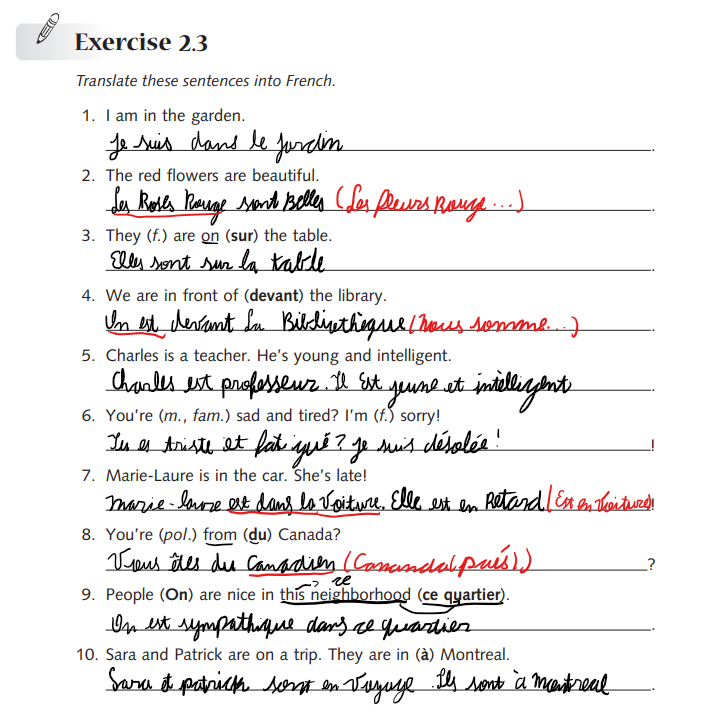 Exercise 2.3
Translate these sentences into French.
1. I am in the garden.
Je suis dans le jardin.
2. The red flowers are beautiful.
Les Roses Rouge sont Belles (Les fleurs Rouge...).
3. They (f.) are on (sur) the table.
Elles sont sur la table.
4. We are in front of (devant) the library.
On est devant La Bibliothèque (nous somme...).
5. Charles is a teacher. He's young and intelligent.
Charles est professeur. Il Est jeune et intèlligent.
6. You're (m., fam.) sad and tired? I'm (f.) sorry!
Tu es triste et fatigué? Je suis désolée! !
7. Marie-Laure is in the car. She's late!
Marie-laure est dans la Voiture. Elle est en Retard (Est en Voiture)!
8. You're (pol.) from (du) Canada?
Vous êtes du Canadien ?
ce
9. People (On) are nice in this neighborhood (ce quartier).
On est sympathique dans ce quartier.
10. Sara and Patrick are on a trip. They are in (à) Montreal.
Sara et patrick sont en Voyage. Ils sont à montreal.